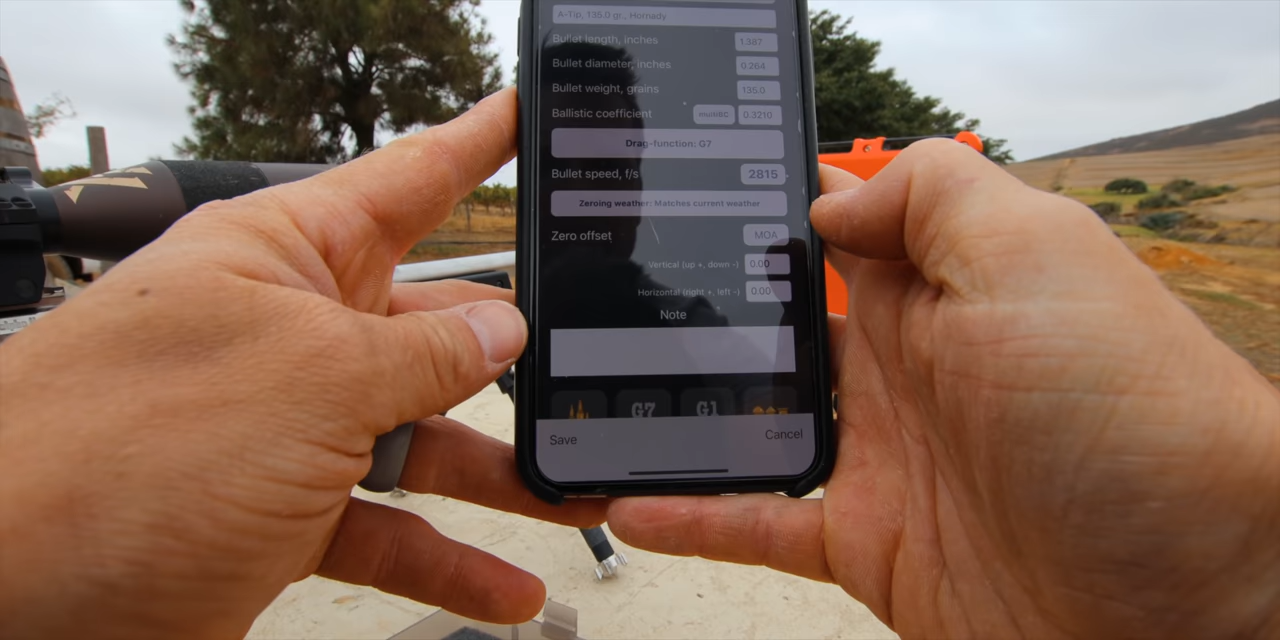 A-Tip, 135.0 gr., Hornady
Bullet length, inches 1.387
Bullet diameter, inches 0.264
Bullet weight, grains 135.0
Ballistic coefficient multiBC 0.3210
Drag-function: G7
Bullet speed, f/s 2815
Zeroing weather: Matches current weather
Zero offset MOA
Vertical (up +, down -) 0.00
Horizontal (right +, left -) 0.00
Note
G7 G1
Save Cancel